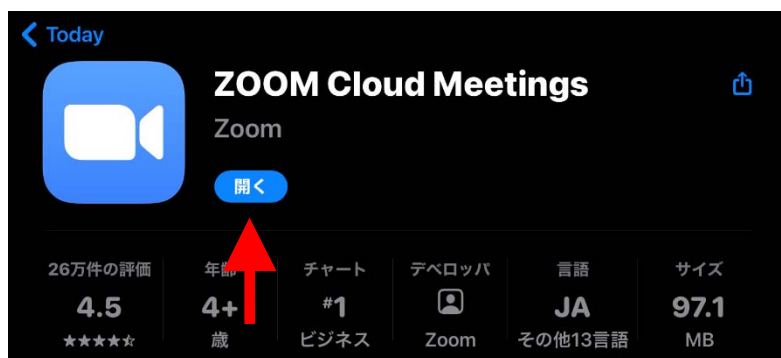 Today
ZOOM Cloud Meetings
Zoom
開く
26万件の評価
年齢
チャート
デベロッパ
言語
サイズ
4.5
4+
#1
JA
97.1
歳
ビジネス
Zoom
その他13言語
MB